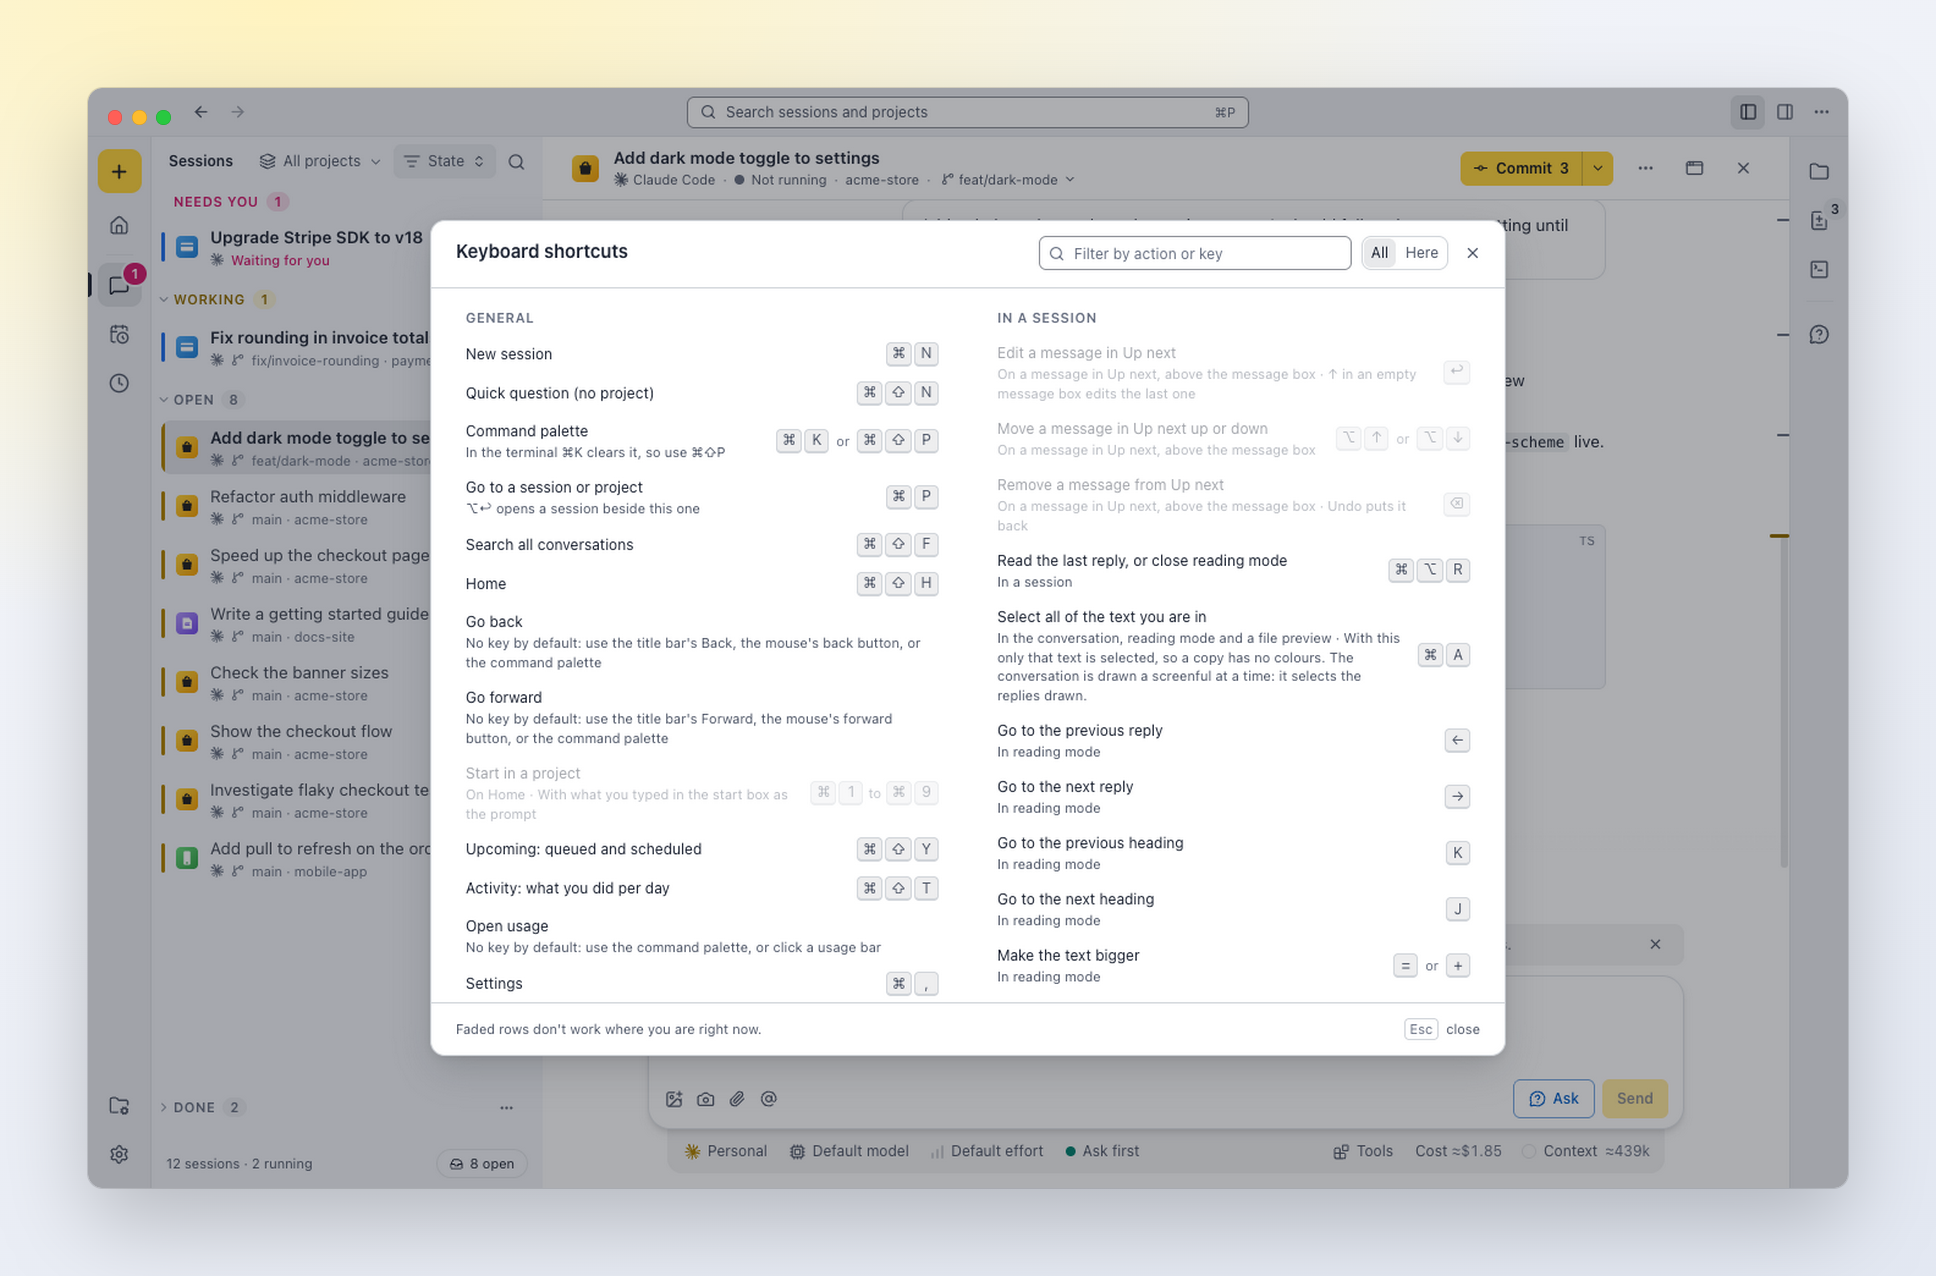 Search sessions and projects
⌘P
Sessions
All projects
State
NEEDS YOU 1
Upgrade Stripe SDK to v18
Waiting for you
1
WORKING 1
Fix rounding in invoice total
fix/invoice-rounding · payme
OPEN 8
Add dark mode toggle to se
feat/dark-mode · acme-stor
Refactor auth middleware
main · acme-store
Speed up the checkout page
main · acme-store
Write a getting started guide
main · docs-site
Check the banner sizes
main · acme-store
Show the checkout flow
main · acme-store
Investigate flaky checkout te
main · acme-store
Add pull to refresh on the ord
main · mobile-app
DONE 2
12 sessions · 2 running
8 open
Add dark mode toggle to settings
Claude Code · Not running · acme-store · feat/dark-mode
Commit 3
3
ting until
ew
-scheme live.
TS
s.
Keyboard shortcuts
Filter by action or key
All Here
GENERAL
New session
⌘ N
Quick question (no project)
⌘ ⇧ N
Command palette
In the terminal ⌘K clears it, so use ⌘⇧P
⌘ K or ⌘ ⇧ P
Go to a session or project
⌥↩ opens a session beside this one
⌘ P
Search all conversations
⌘ ⇧ F
Home
⌘ ⇧ H
Go back
No key by default: use the title bar's Back, the mouse's back button, or
the command palette
Go forward
No key by default: use the title bar's Forward, the mouse's forward
button, or the command palette
Start in a project
On Home · With what you typed in the start box as
the prompt
⌘ 1 to ⌘ 9
Upcoming: queued and scheduled
⌘ ⇧ Y
Activity: what you did per day
⌘ ⇧ T
Open usage
No key by default: use the command palette, or click a usage bar
Settings
⌘ ,
IN A SESSION
Edit a message in Up next
On a message in Up next, above the message box · ↑ in an empty
message box edits the last one
↩
Move a message in Up next up or down
On a message in Up next, above the message box
⌥ ↑ or ⌥ ↓
Remove a message from Up next
On a message in Up next, above the message box · Undo puts it
back
⌫
Read the last reply, or close reading mode
In a session
⌘ ⌥ R
Select all of the text you are in
In the conversation, reading mode and a file preview · With this
only that text is selected, so a copy has no colours. The
conversation is drawn a screenful at a time: it selects the
replies drawn.
⌘ A
Go to the previous reply
In reading mode
←
Go to the next reply
In reading mode
→
Go to the previous heading
In reading mode
K
Go to the next heading
In reading mode
J
Make the text bigger
In reading mode
= or +
Faded rows don't work where you are right now.
Esc close
Ask
Send
Personal
Default model
Default effort
Ask first
Tools
Cost ≈$1.85
Context ≈439k